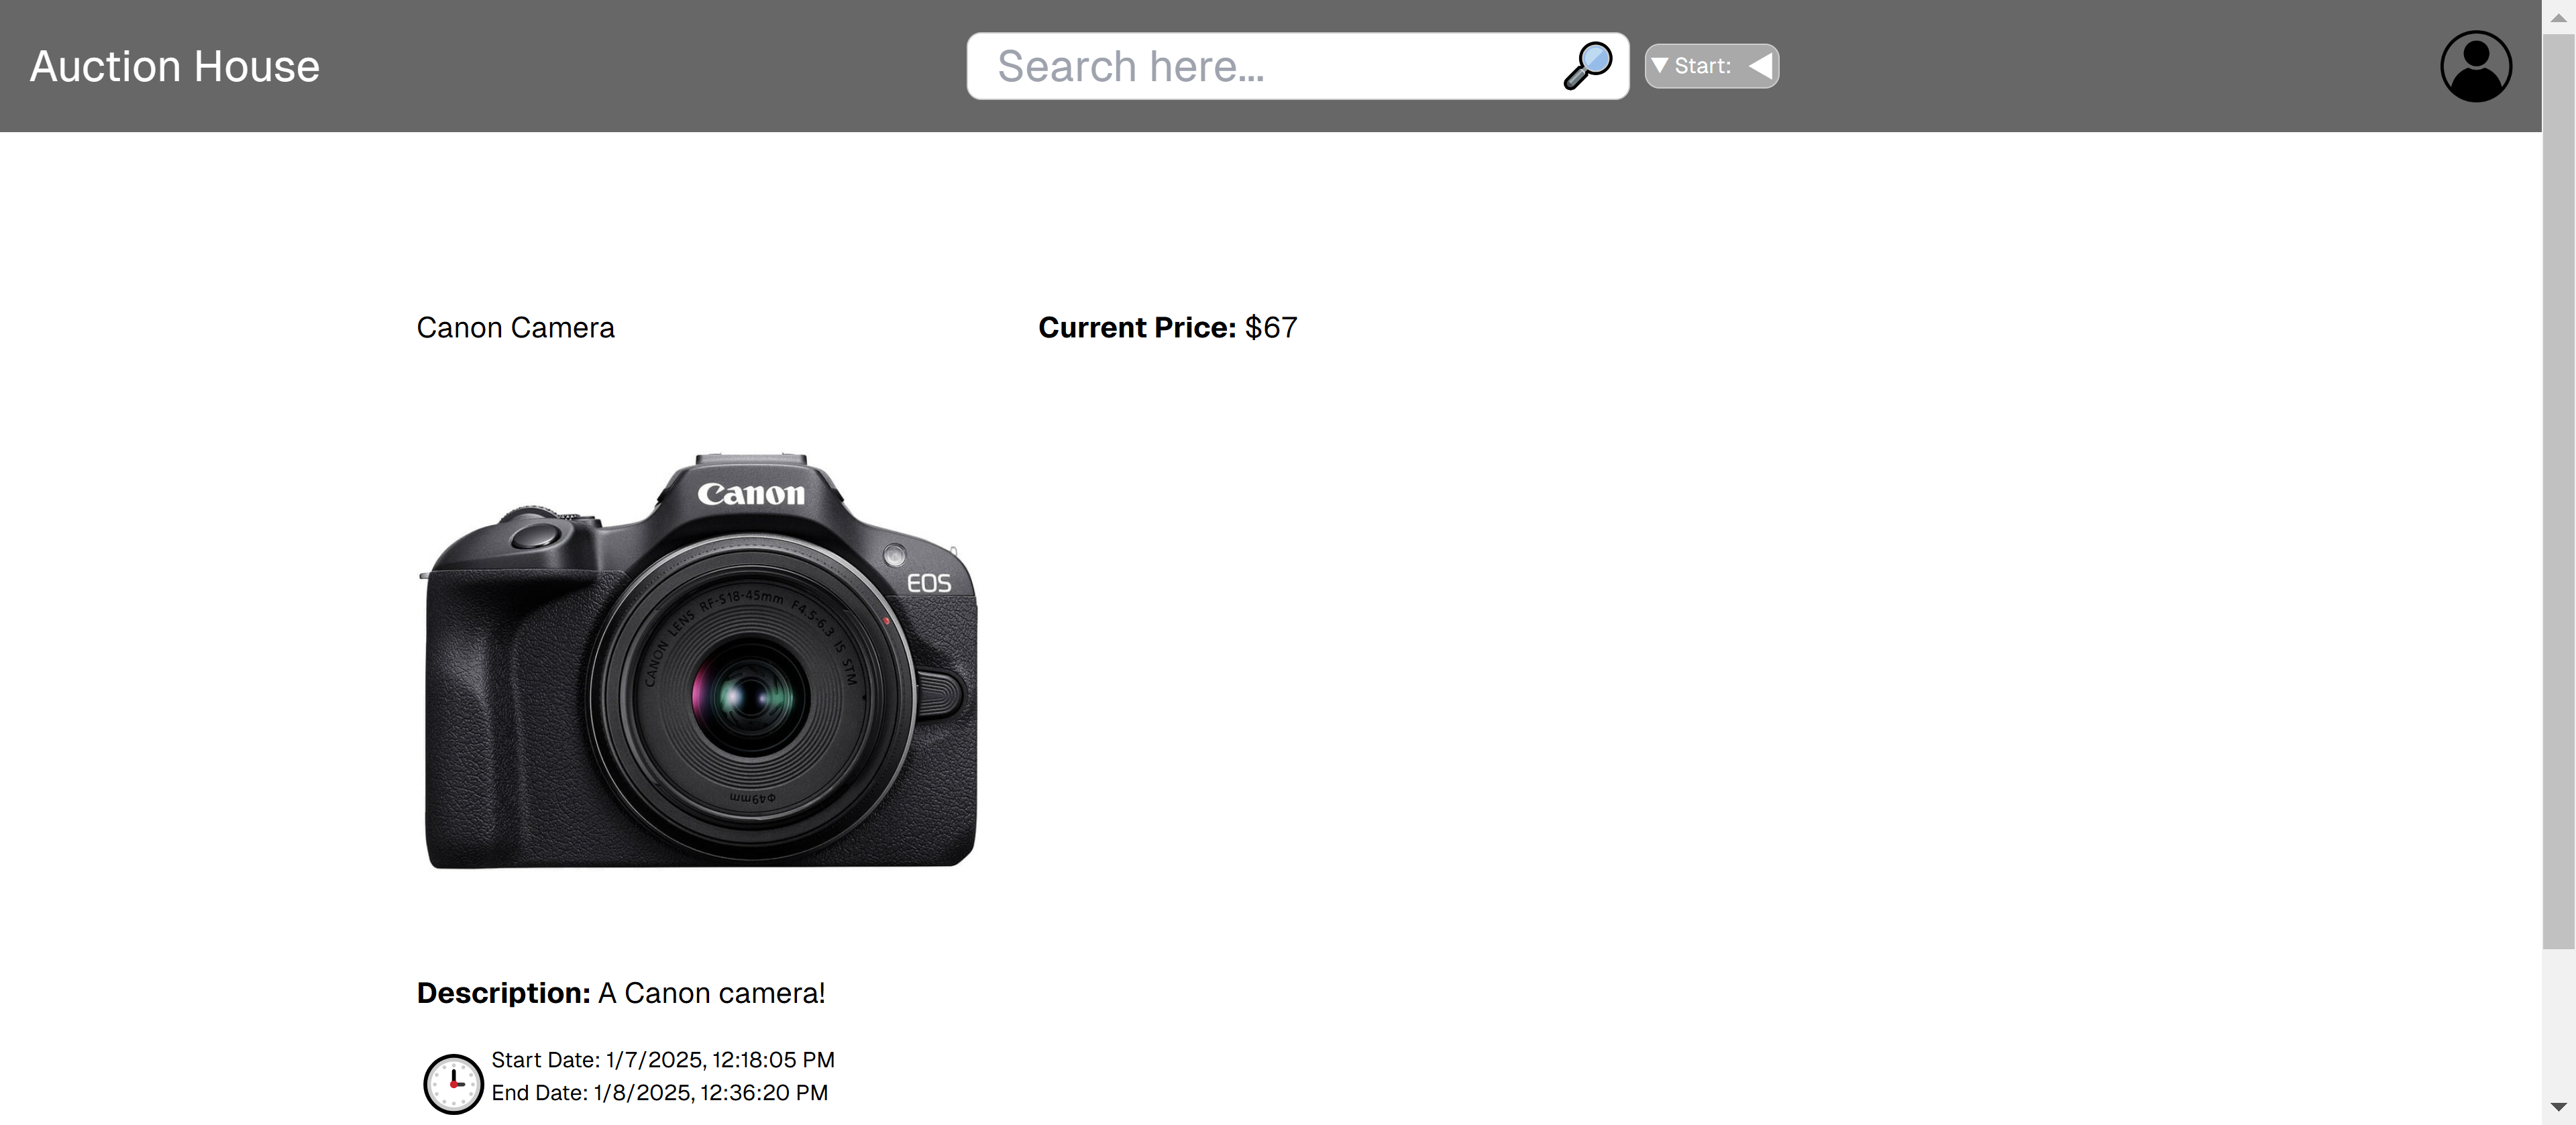 Auction House
Search here...
▼ Start: ◀
Canon Camera
Current Price: $67
Canon
EOS
CANON LENS RF-S18-45mm F4.5-6.3 IS STM
Φ49mm
Description: A Canon camera!
Start Date: 1/7/2025, 12:18:05 PM
End Date: 1/8/2025, 12:36:20 PM